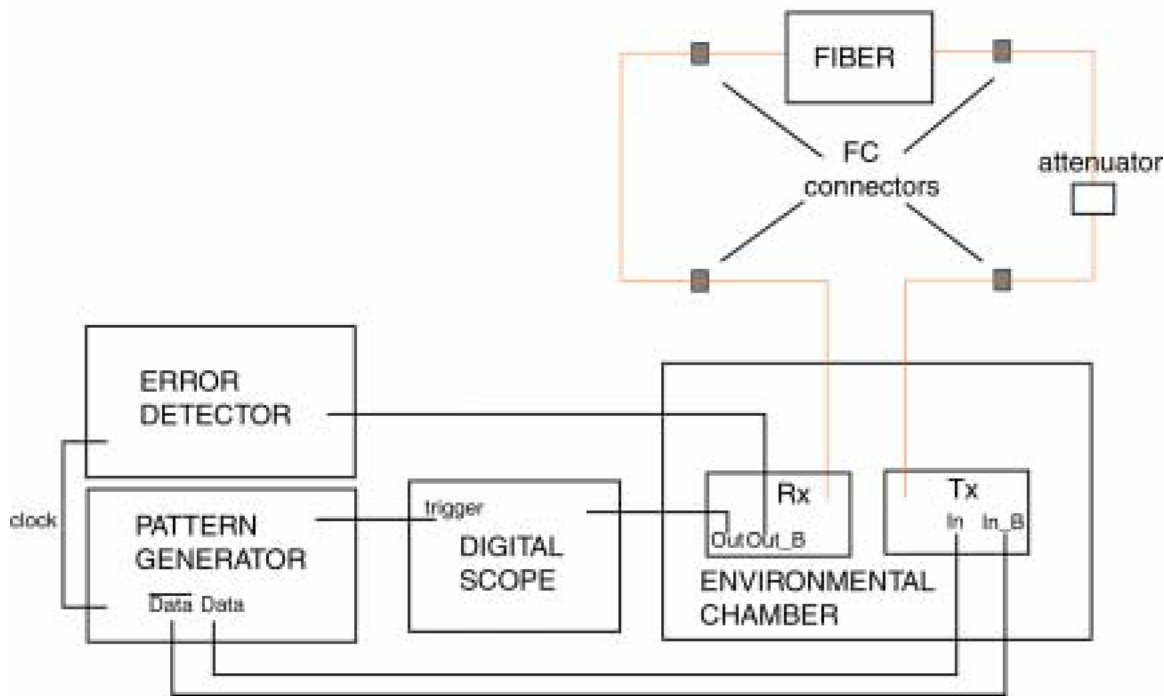 FIBER
FC
connectors
attenuator
ERROR
DETECTOR
clock
PATTERN
GENERATOR
Data Data
trigger
DIGITAL
SCOPE
Rx
Out Out_B
Tx
In In_B
ENVIRONMENTAL
CHAMBER